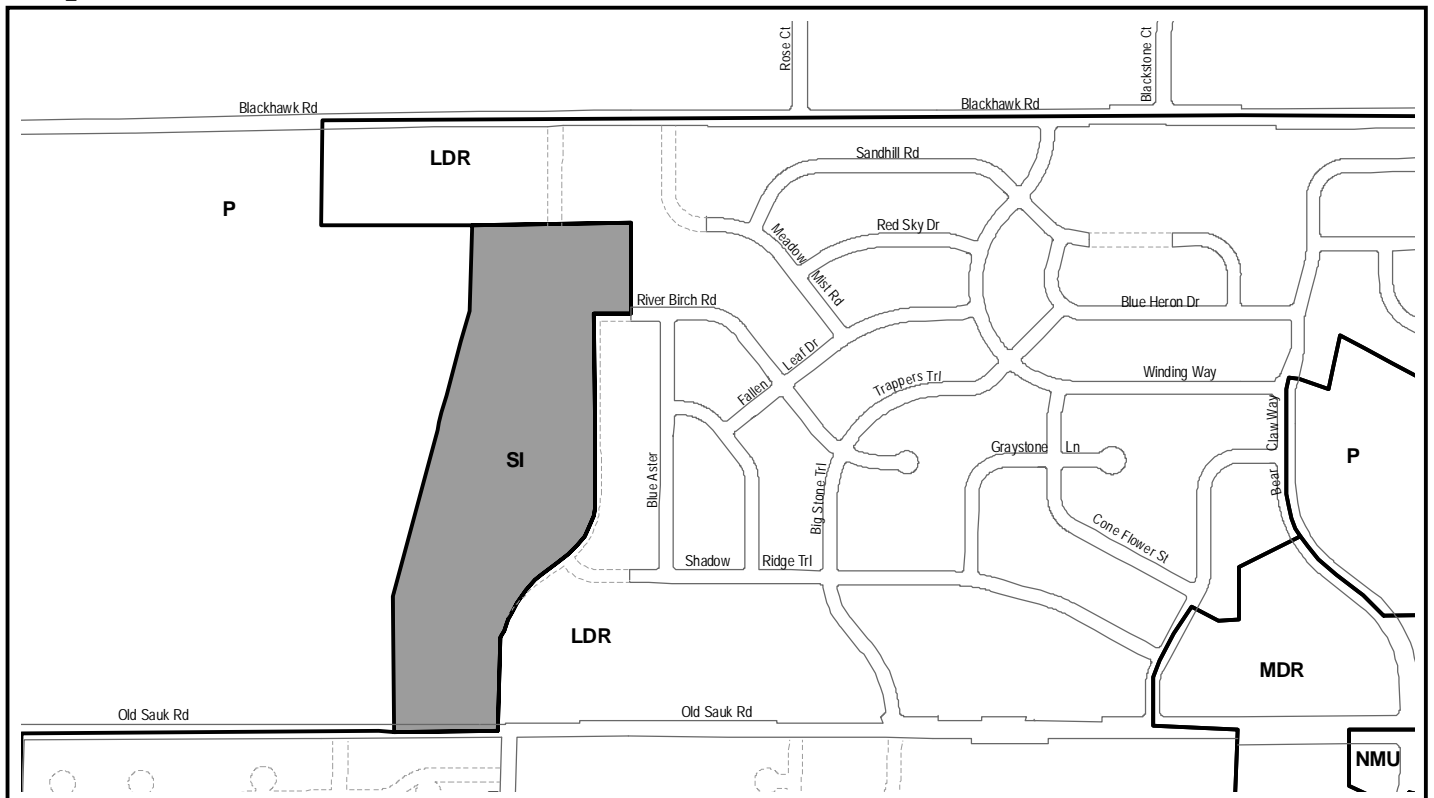 Rose Ct
Blackstone Ct
Blackhawk Rd
Blackhawk Rd
LDR
Sandhill Rd
P
Red Sky Dr
Meadow
Mist Rd
River Birch Rd
Blue Heron Dr
Leaf Dr
Fallen
Trappers Trl
Winding Way
Claw Way
Bear
Graystone Ln
P
SI
Blue Aster
Big Stone Trl
Cone Flower St
Shadow Ridge Trl
LDR
MDR
Old Sauk Rd
Old Sauk Rd
NMU